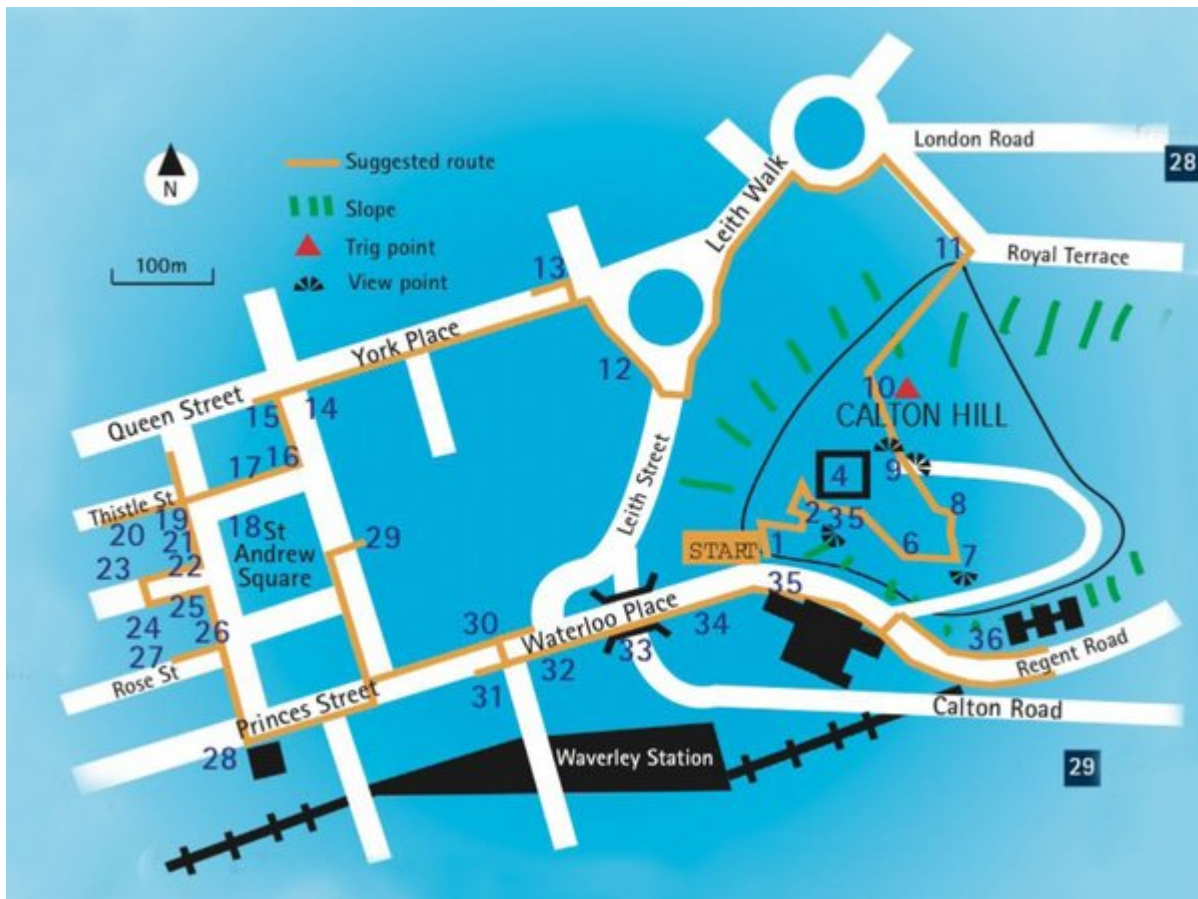 London Road
28
Suggested route
N
Slope
Leith Walk
Trig point
11
Royal Terrace
100m
13
View point
York Place
12
10
Queen Street
15
14
CALTON HILL
17
16
4
9
Thistle St
Leith Street
20
19
18
2
3
5
8
21
St
Andrew
Square
29
START
1
6
7
23
22
35
24
25
26
30
Waterloo Place
34
36
27
33
Regent Road
Rose St
32
31
Princes Street
Calton Road
28
Waverley Station
29